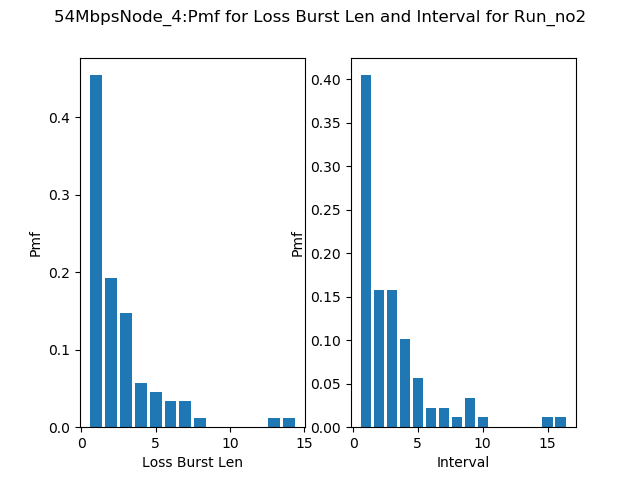 54MbpsNode_4:Pmf for Loss Burst Len and Interval for Run_no2
Pmf
0.4
0.3
0.2
0.1
0.0
0 5 10 15
Loss Burst Len
Pmf
0.40
0.35
0.30
0.25
0.20
0.15
0.10
0.05
0.00
0 5 10 15
Interval